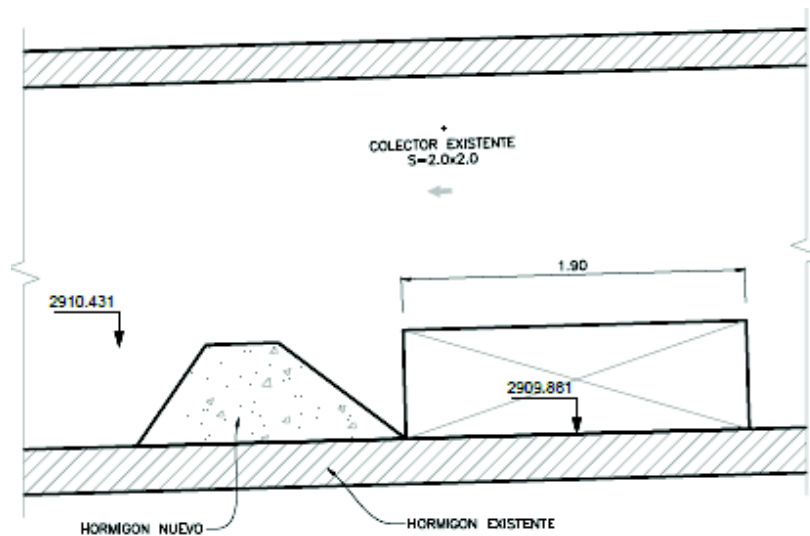 COLECTOR EXISTENTE
S=2.0x2.0
1.90
2910.431
2909.881
HORMIGON NUEVO
HORMIGON EXISTENTE